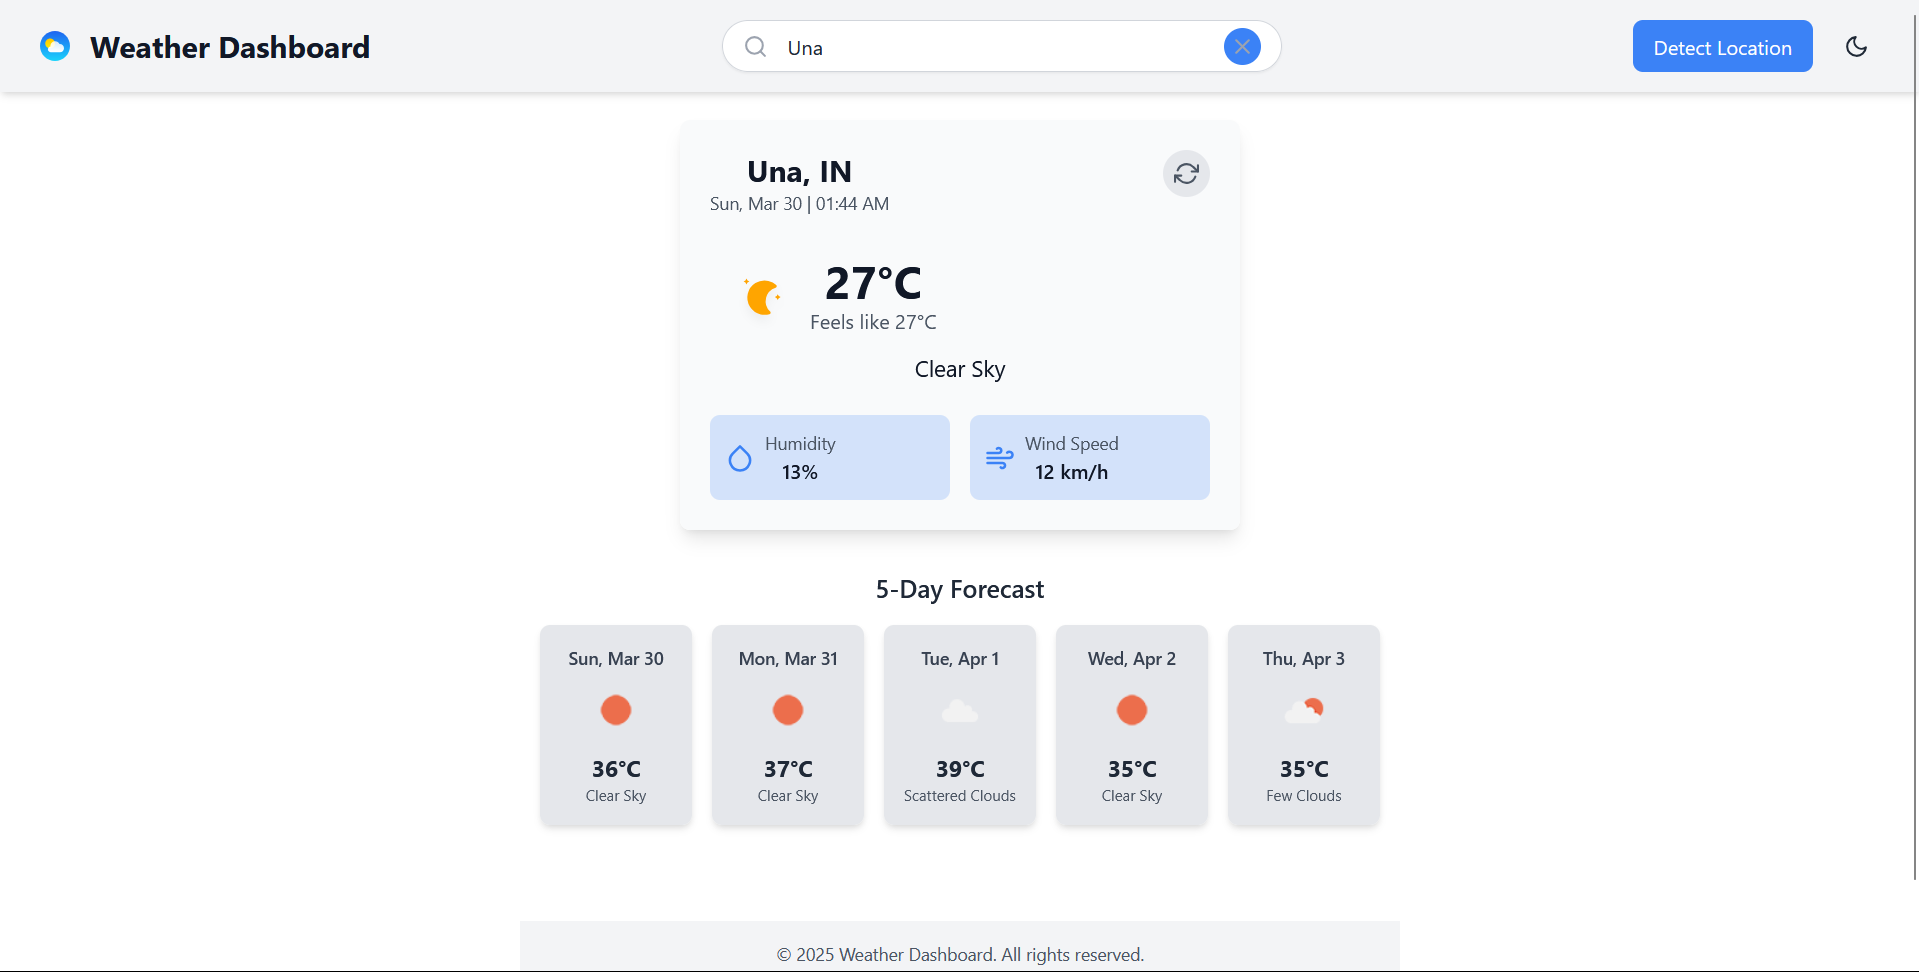 Weather Dashboard
Una
Detect Location
Una, IN
Sun, Mar 30 | 01:44 AM
27°C
Feels like 27°C
Clear Sky
Humidity
13%
Wind Speed
12 km/h
5-Day Forecast
Sun, Mar 30
36°C
Clear Sky
Mon, Mar 31
37°C
Clear Sky
Tue, Apr 1
39°C
Scattered Clouds
Wed, Apr 2
35°C
Clear Sky
Thu, Apr 3
35°C
Few Clouds
© 2025 Weather Dashboard. All rights reserved.